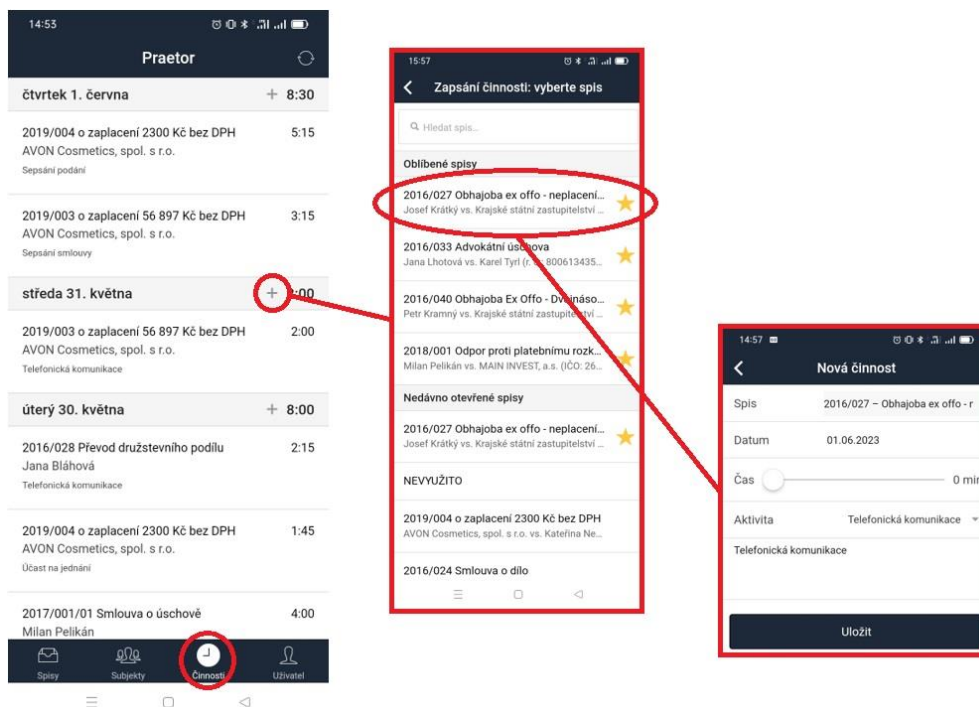 14:53
Praetor
čtvrtek 1. června + 8:30
2019/004 o zaplacení 2300 Kč bez DPH 5:15
AVON Cosmetics, spol. s r.o.
Sepsání podání
2019/003 o zaplacení 56 897 Kč bez DPH 3:15
AVON Cosmetics, spol. s r.o.
Sepsání smlouvy
středa 31. května + :00
2019/003 o zaplacení 56 897 Kč bez DPH 2:00
AVON Cosmetics, spol. s r.o.
Telefonická komunikace
úterý 30. května + 8:00
2016/028 Převod družstevního podílu 2:15
Jana Bláhová
Telefonická komunikace
2019/004 o zaplacení 2300 Kč bez DPH 1:45
AVON Cosmetics, spol. s r.o.
Účast na jednání
2017/001/01 Smlouva o úschově 4:00
Milan Pelikán
Spisy Subjekty Činnosti Uživatel
15:57
Zapsání činnosti: vyberte spis
Hledat spis...
Oblíbené spisy
2016/027 Obhajoba ex offo - neplacení...
Josef Krátký vs. Krajské státní zastupitelství ...
2016/033 Advokátní úschova
Jana Lhotová vs. Karel Tyrl (r. 800613435...
2016/040 Obhajoba Ex Offo - Dvojnáso...
Petr Kramný vs. Krajské státní zastupitelství ...
2018/001 Odpor proti platebnímu rozk...
Milan Pelikán vs. MAIN INVEST, a.s. (IČO: 26...
Nedávno otevřené spisy
2016/027 Obhajoba ex offo - neplacení...
Josef Krátký vs. Krajské státní zastupitelství ...
NEVYUŽITO
2019/004 o zaplacení 2300 Kč bez DPH
AVON Cosmetics, spol. s r.o. vs. Kateřina Ne...
2016/024 Smlouva o dílo
14:57
Nová činnost
Spis 2016/027 – Obhajoba ex offo - r
Datum 01.06.2023
Čas 0 min
Aktivita Telefonická komunikace
Telefonická komunikace
Uložit